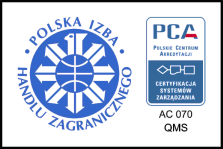 • POLSKA IZBA •
HANDLU ZAGRANICZNEGO
PCA
POLSKIE CENTRUM
AKREDYTACJI
CERTYFIKACJA
SYSTEMÓW
ZARZĄDZANIA
AC 070
QMS